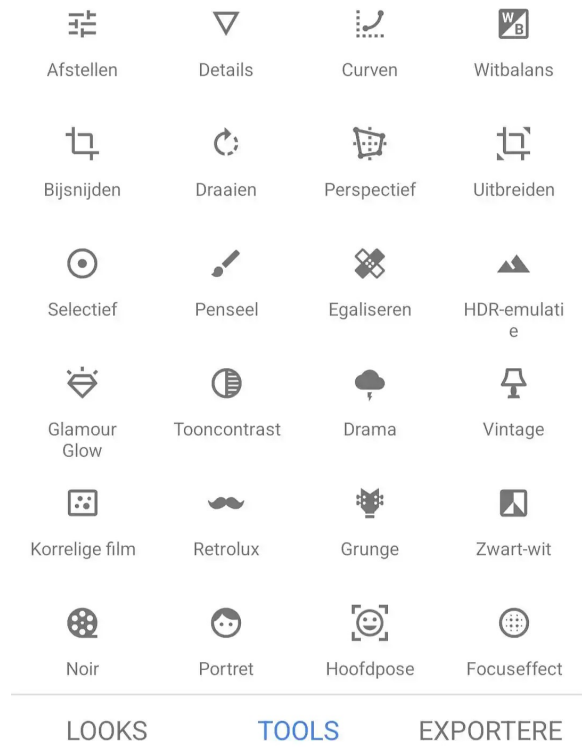 Afstellen Details Curven Witbalans
Bijsnijden Draaien Perspectief Uitbreiden
Selectief Penseel Egaliseren HDR-emulati
e
Glamour Tooncontrast Drama Vintage
Glow
Korrelige film Retrolux Grunge Zwart-wit
Noir Portret Hoofdpose Focuseffect
LOOKS TOOLS EXPORTERE